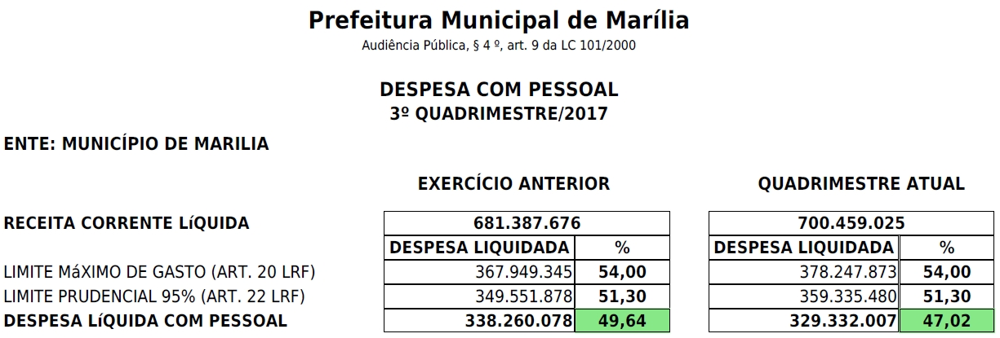 Prefeitura Municipal de Marília
Audiência Pública, § 4 º, art. 9 da LC 101/2000
DESPESA COM PESSOAL
3º QUADRIMESTRE/2017
ENTE: MUNICÍPIO DE MARILIA
EXERCÍCIO ANTERIOR QUADRIMESTRE ATUAL
RECEITA CORRENTE LíQUIDA 681.387.676 700.459.025
DESPESA LIQUIDADA % DESPESA LIQUIDADA %
LIMITE MáXIMO DE GASTO (ART. 20 LRF) 367.949.345 54,00 378.247.873 54,00
LIMITE PRUDENCIAL 95% (ART. 22 LRF) 349.551.878 51,30 359.335.480 51,30
DESPESA LíQUIDA COM PESSOAL 338.260.078 49,64 329.332.007 47,02